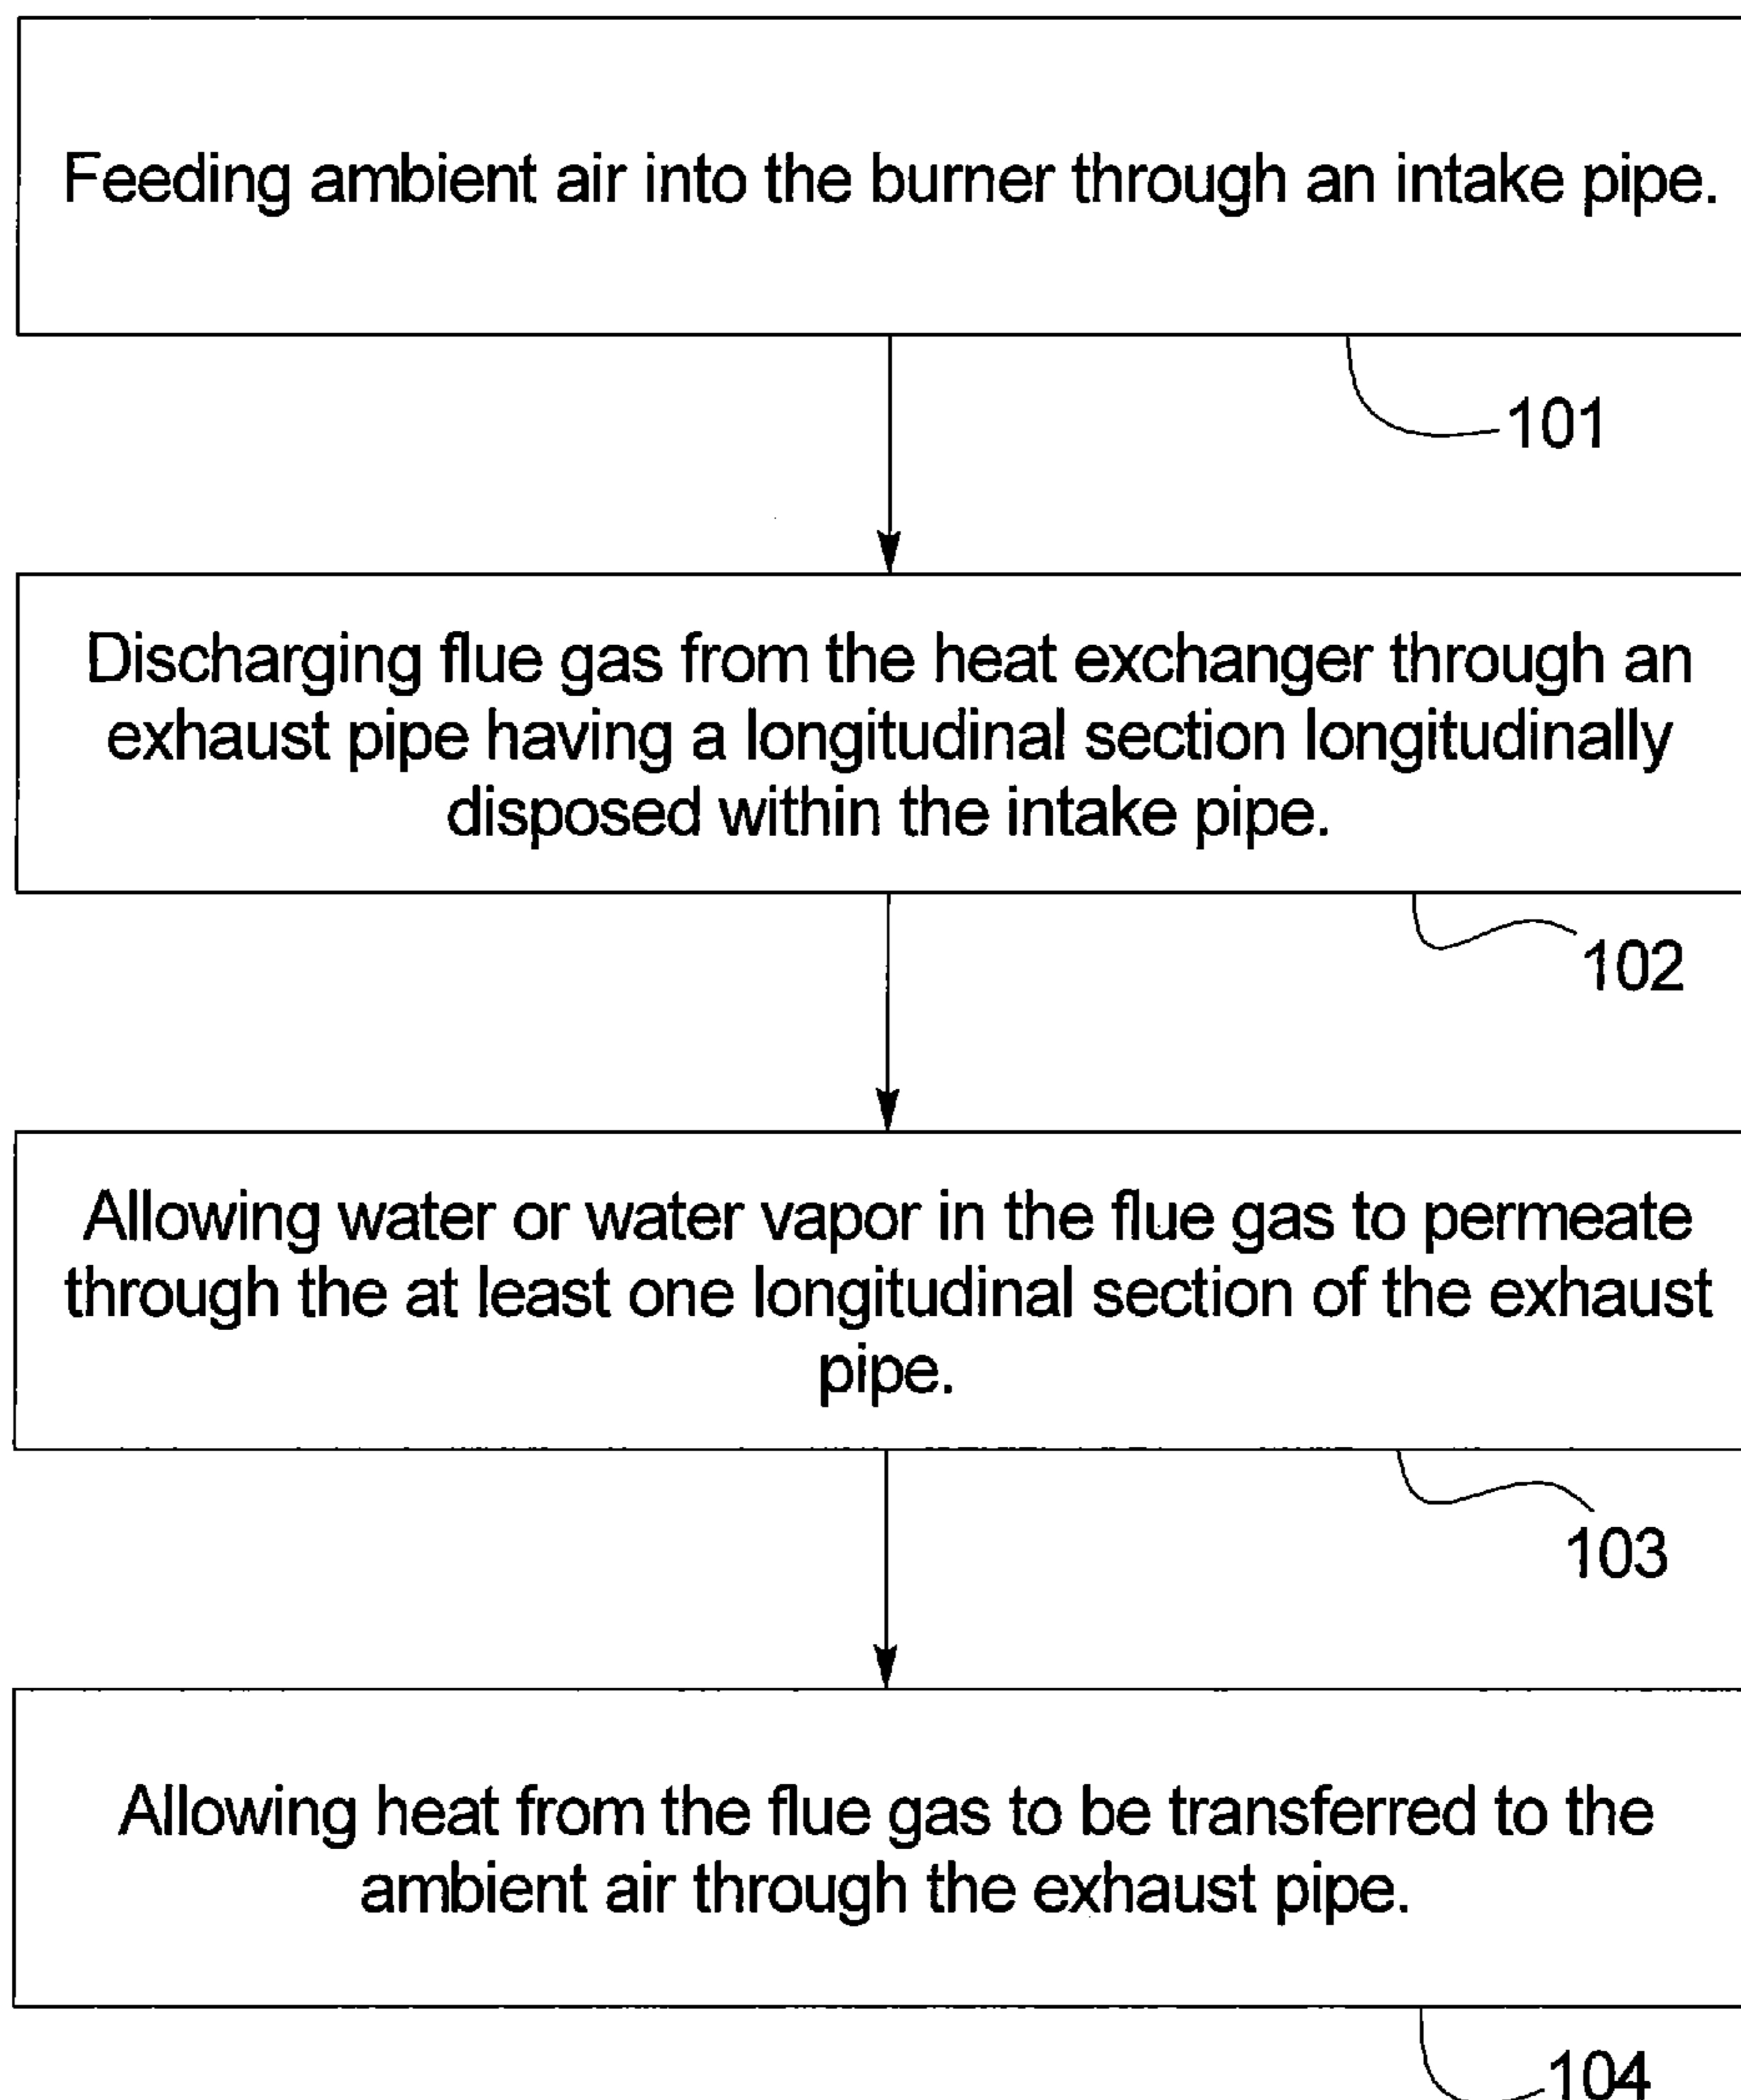 Feeding ambient air into the burner through an intake pipe.
101
Discharging flue gas from the heat exchanger through an
exhaust pipe having a longitudinal section longitudinally
disposed within the intake pipe.
102
Allowing water or water vapor in the flue gas to permeate
through the at least one longitudinal section of the exhaust
pipe.
103
Allowing heat from the flue gas to be transferred to the
ambient air through the exhaust pipe.
104